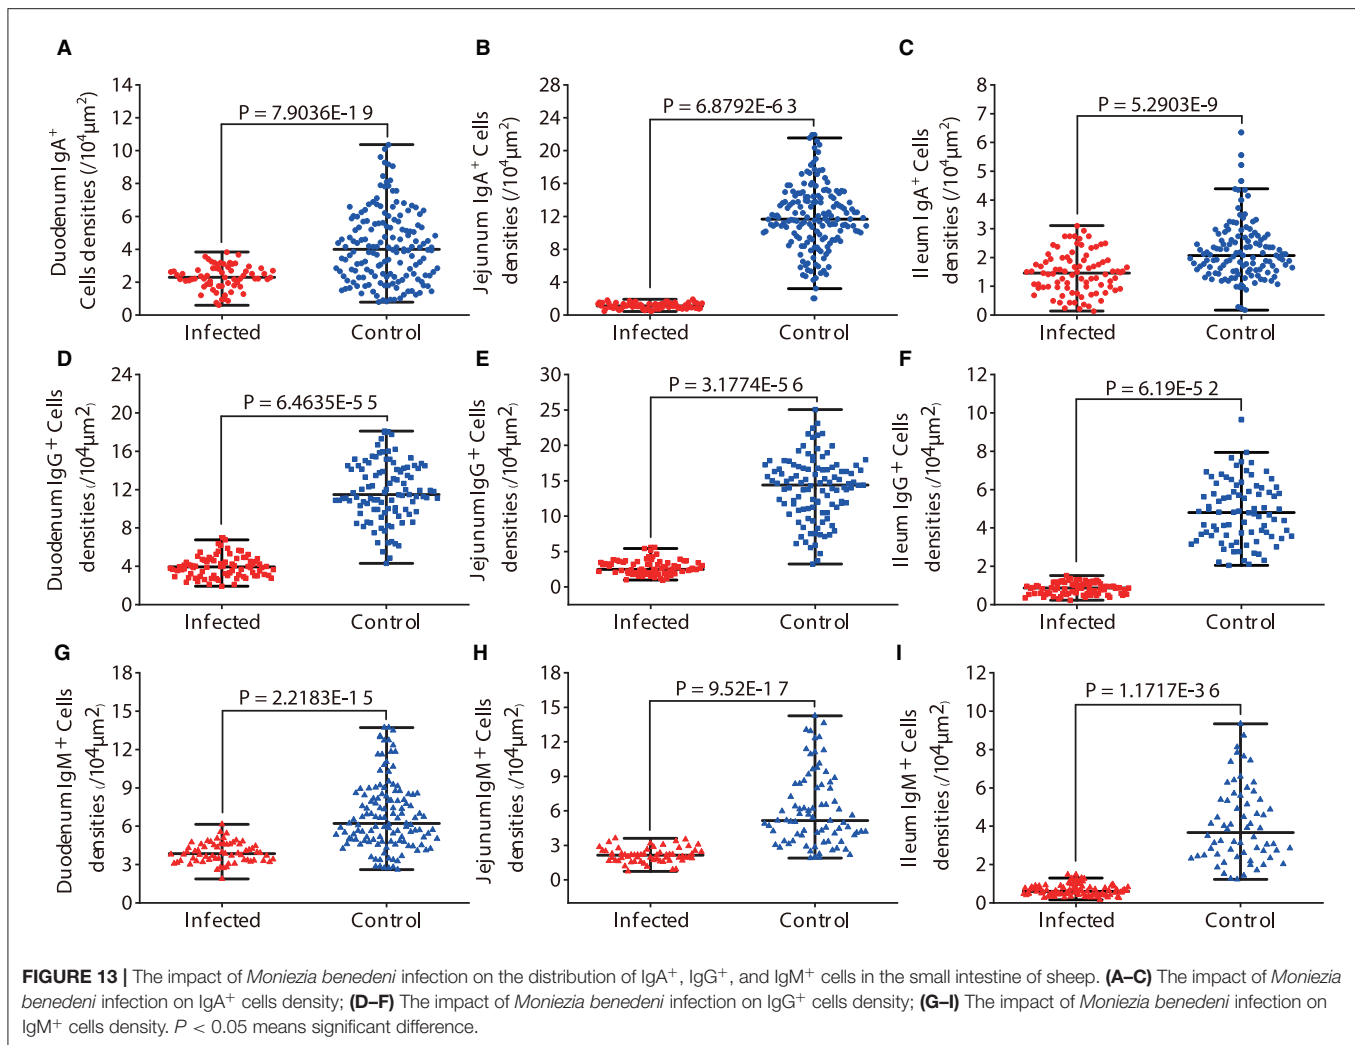 A
B
C
14
12
10
8
6
4
2
0
Duodenum IgA+
Cells densities (/10⁴μm²)
P = 7.9036E-1 9
Infected
Control
28
24
20
16
12
8
4
0
Jejunum IgA+ Cells
densities (/10⁴μm²)
P = 6.8792E-6 3
Infected
Control
8
7
6
5
4
3
2
1
0
Ileum IgA+ Cells
densities (/10⁴μm²)
P = 5.2903E-9
Infected
Control
D
E
F
24
20
16
12
8
4
0
Duodenum IgG+ Cells
densities (/104μm2)
P = 6.4635E-5 5
Infected
Control
30
25
20
15
10
5
0
Jejunum IgG+ Cells
densities (/104μm2)
P = 3.1774E-5 6
Infected
Control
12
10
8
6
4
2
0
Ileum IgG+ Cells
densities (/104μm2)
P = 6.19E-5 2
Infected
Control
G
H
I
18
15
12
9
6
3
0
Duodenum IgM+ Cells
densities (/104μm2)
P = 2.2183E-1 5
Infected
Control
18
15
12
9
6
3
0
Jejunum IgM+ Cells
densities (/104μm2)
P = 9.52E-1 7
Infected
Control
12
10
8
6
4
2
0
Ileum IgM+ Cells
densities (/104μm2)
P = 1.1717E-3 6
Infected
Control
FIGURE 13 | The impact of Moniezia benedeni infection on the distribution of IgA+, IgG+, and IgM+ cells in the small intestine of sheep. (A–C) The impact of Moniezia
benedeni infection on IgA+ cells density; (D–F) The impact of Moniezia benedeni infection on IgG+ cells density; (G–I) The impact of Moniezia benedeni infection on
IgM+ cells density. P < 0.05 means significant difference.